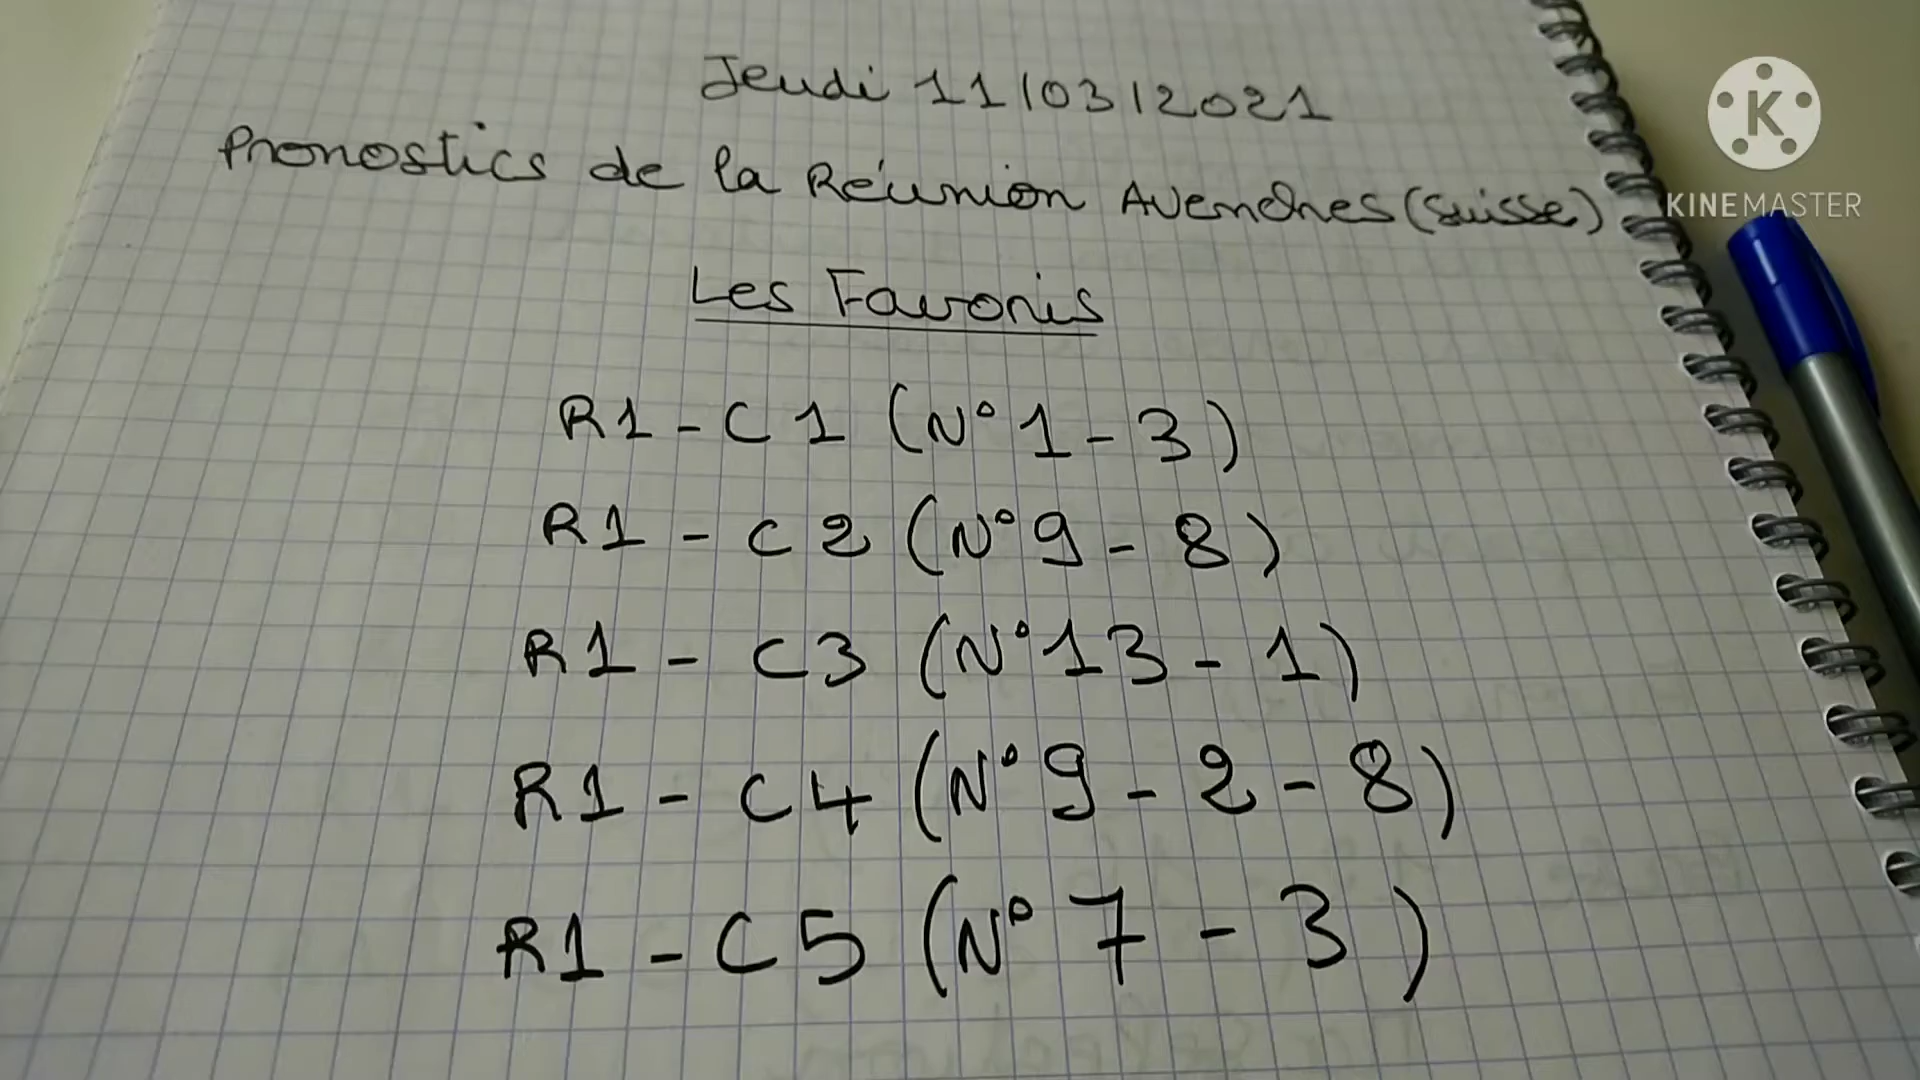 Jeudi 11/03/2021
Pronostics de la Réunion Avenches (Suisse)
Les Favoris
R1 - C1 (N° 1 - 3)
R1 - C2 (N° 9 - 8)
R1 - C3 (N° 13 - 1)
R1 - C4 (N° 9 - 2 - 8)
R1 - C5 (N° 7 - 3)
K
KINEMASTER